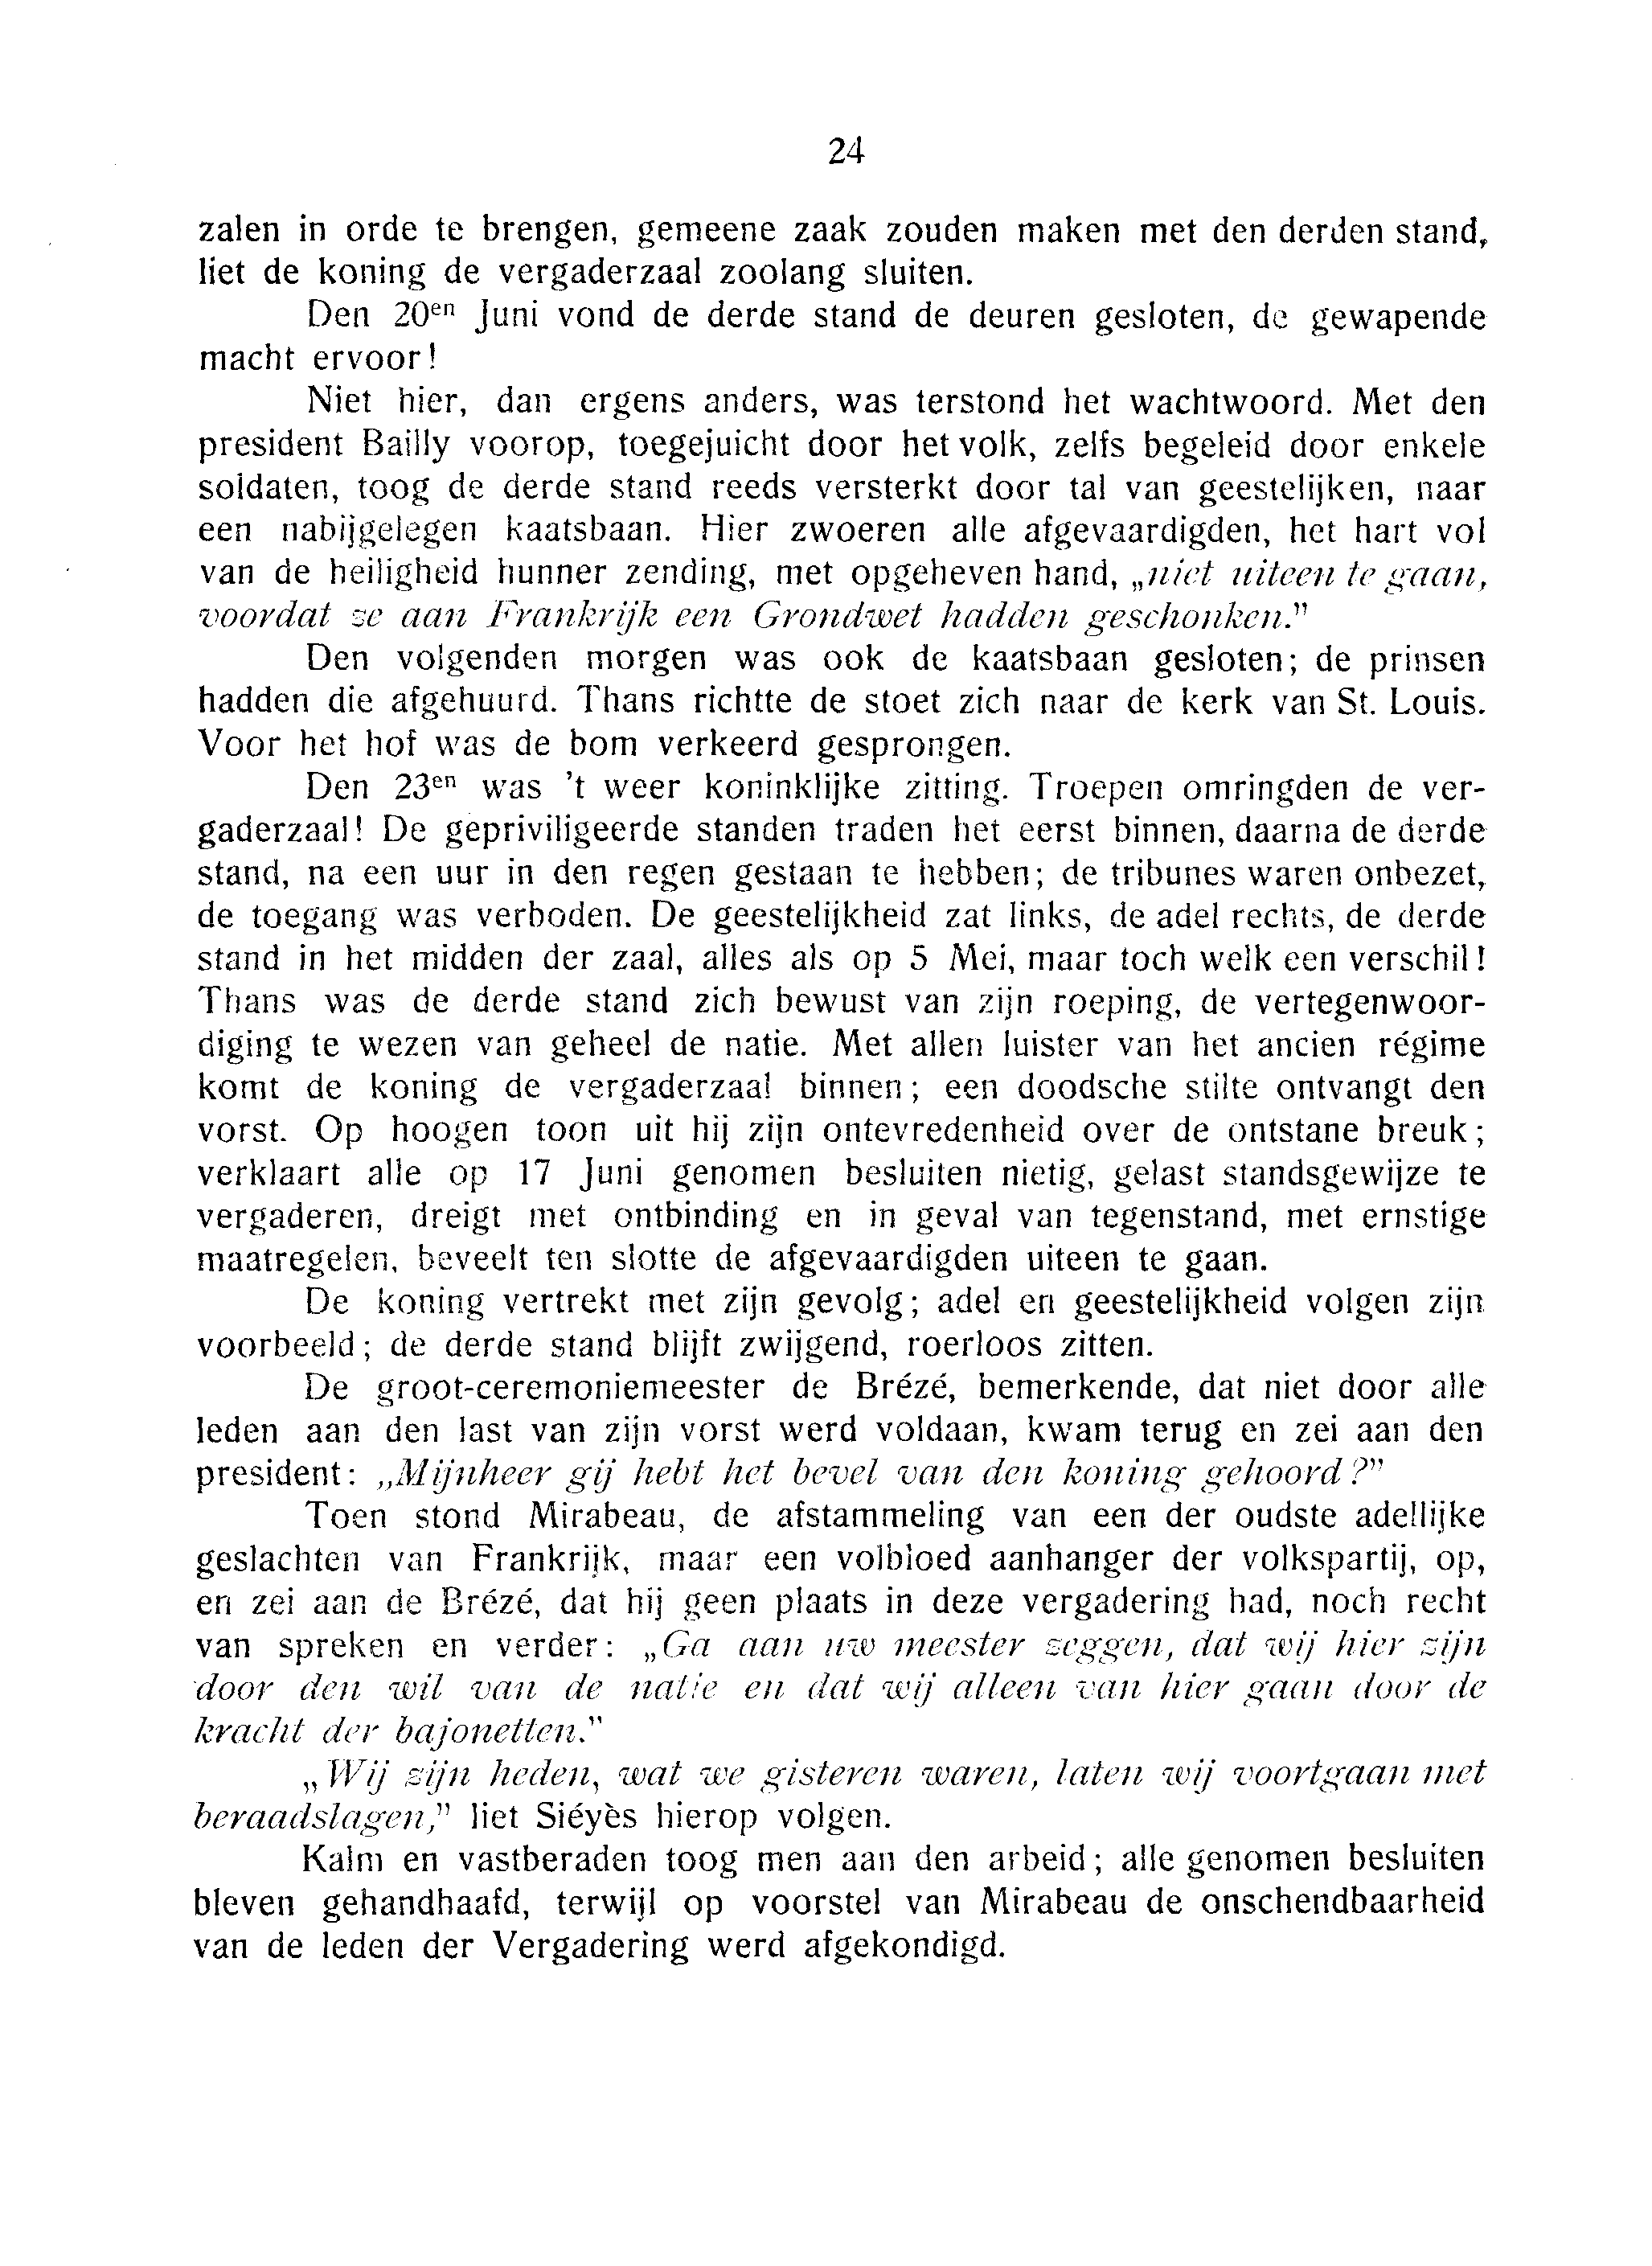 24
zalen in orde te brengen, gemeene zaak zouden maken met den derden stand,
liet de koning de vergaderzaal zoolang sluiten.
Den 20en Juni vond de derde stand de deuren gesloten, de gewapende
macht ervoor!
Niet hier, dan ergens anders, was terstond het wachtwoord. Met den
president Bailly voorop, toegejuicht door het volk, zelfs begeleid door enkele
soldaten, toog de derde stand reeds versterkt door tal van geestelijken, naar
een nabijgelegen kaatsbaan. Hier zwoeren alle afgevaardigden, het hart vol
van de heiligheid hunner zending, met opgeheven hand, „niet uiteen te gaan,
voordat ze aan Frankrijk een Grondwet hadden geschonken."
Den volgenden morgen was ook de kaatsbaan gesloten; de prinsen
hadden die afgehuurd. Thans richtte de stoet zich naar de kerk van St. Louis.
Voor het hof was de bom verkeerd gesprongen.
Den 23en was 't weer koninklijke zitting. Troepen omringden de ver-
gaderzaal! De gepriviligeerde standen traden het eerst binnen, daarna de derde
stand, na een uur in den regen gestaan te hebben; de tribunes waren onbezet,
de toegang was verboden. De geestelijkheid zat links, de adel rechts, de derde
stand in het midden der zaal, alles als op 5 Mei, maar toch welk een verschil!
Thans was de derde stand zich bewust van zijn roeping, de vertegenwoor-
diging te wezen van geheel de natie. Met allen luister van het ancien régime
komt de koning de vergaderzaal binnen; een doodsche stilte ontvangt den
vorst. Op hoogen toon uit hij zijn ontevredenheid over de ontstane breuk;
verklaart alle op 17 Juni genomen besluiten nietig, gelast standsgewijze te
vergaderen, dreigt met ontbinding en in geval van tegenstand, met ernstige
maatregelen, beveelt ten slotte de afgevaardigden uiteen te gaan.
De koning vertrekt met zijn gevolg; adel en geestelijkheid volgen zijn
voorbeeld; de derde stand blijft zwijgend, roerloos zitten.
De groot-ceremoniemeester de Brézé, bemerkende, dat niet door alle
leden aan den last van zijn vorst werd voldaan, kwam terug en zei aan den
president: „Mijnheer gij hebt het bevel van den koning gehoord?"
Toen stond Mirabeau, de afstammeling van een der oudste adellijke
geslachten van Frankrijk, maar een volbloed aanhanger der volkspartij, op,
en zei aan de Brézé, dat hij geen plaats in deze vergadering had, noch recht
van spreken en verder: „Ga aan uw meester zeggen, dat wij hier zijn
door den wil van de natie en dat wij alleen van hier gaan door de
kracht der bajonetten."
„Wij zijn heden, wat we gisteren waren, laten wij voortgaan met
beraadslagen," liet Siéyès hierop volgen.
Kalm en vastberaden toog men aan den arbeid; alle genomen besluiten
bleven gehandhaafd, terwijl op voorstel van Mirabeau de onschendbaarheid
van de leden der Vergadering werd afgekondigd.